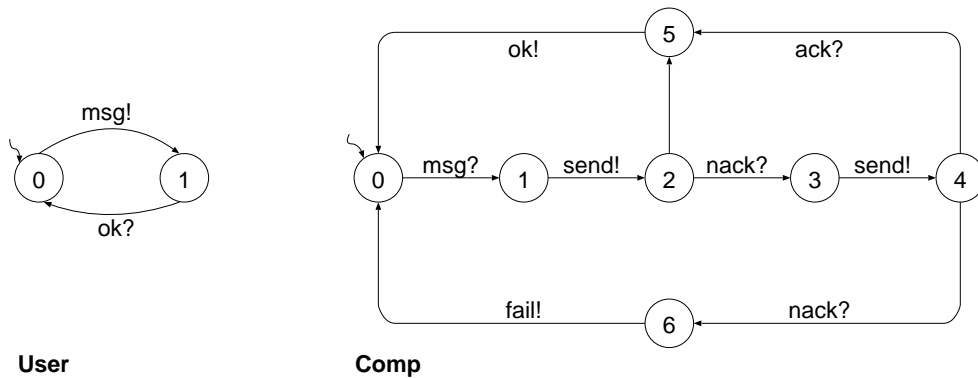 5
ok!
ack?
msg!
0
1
ok?
0
msg?
1
send!
2
nack?
3
send!
4
fail!
6
nack?
User
Comp